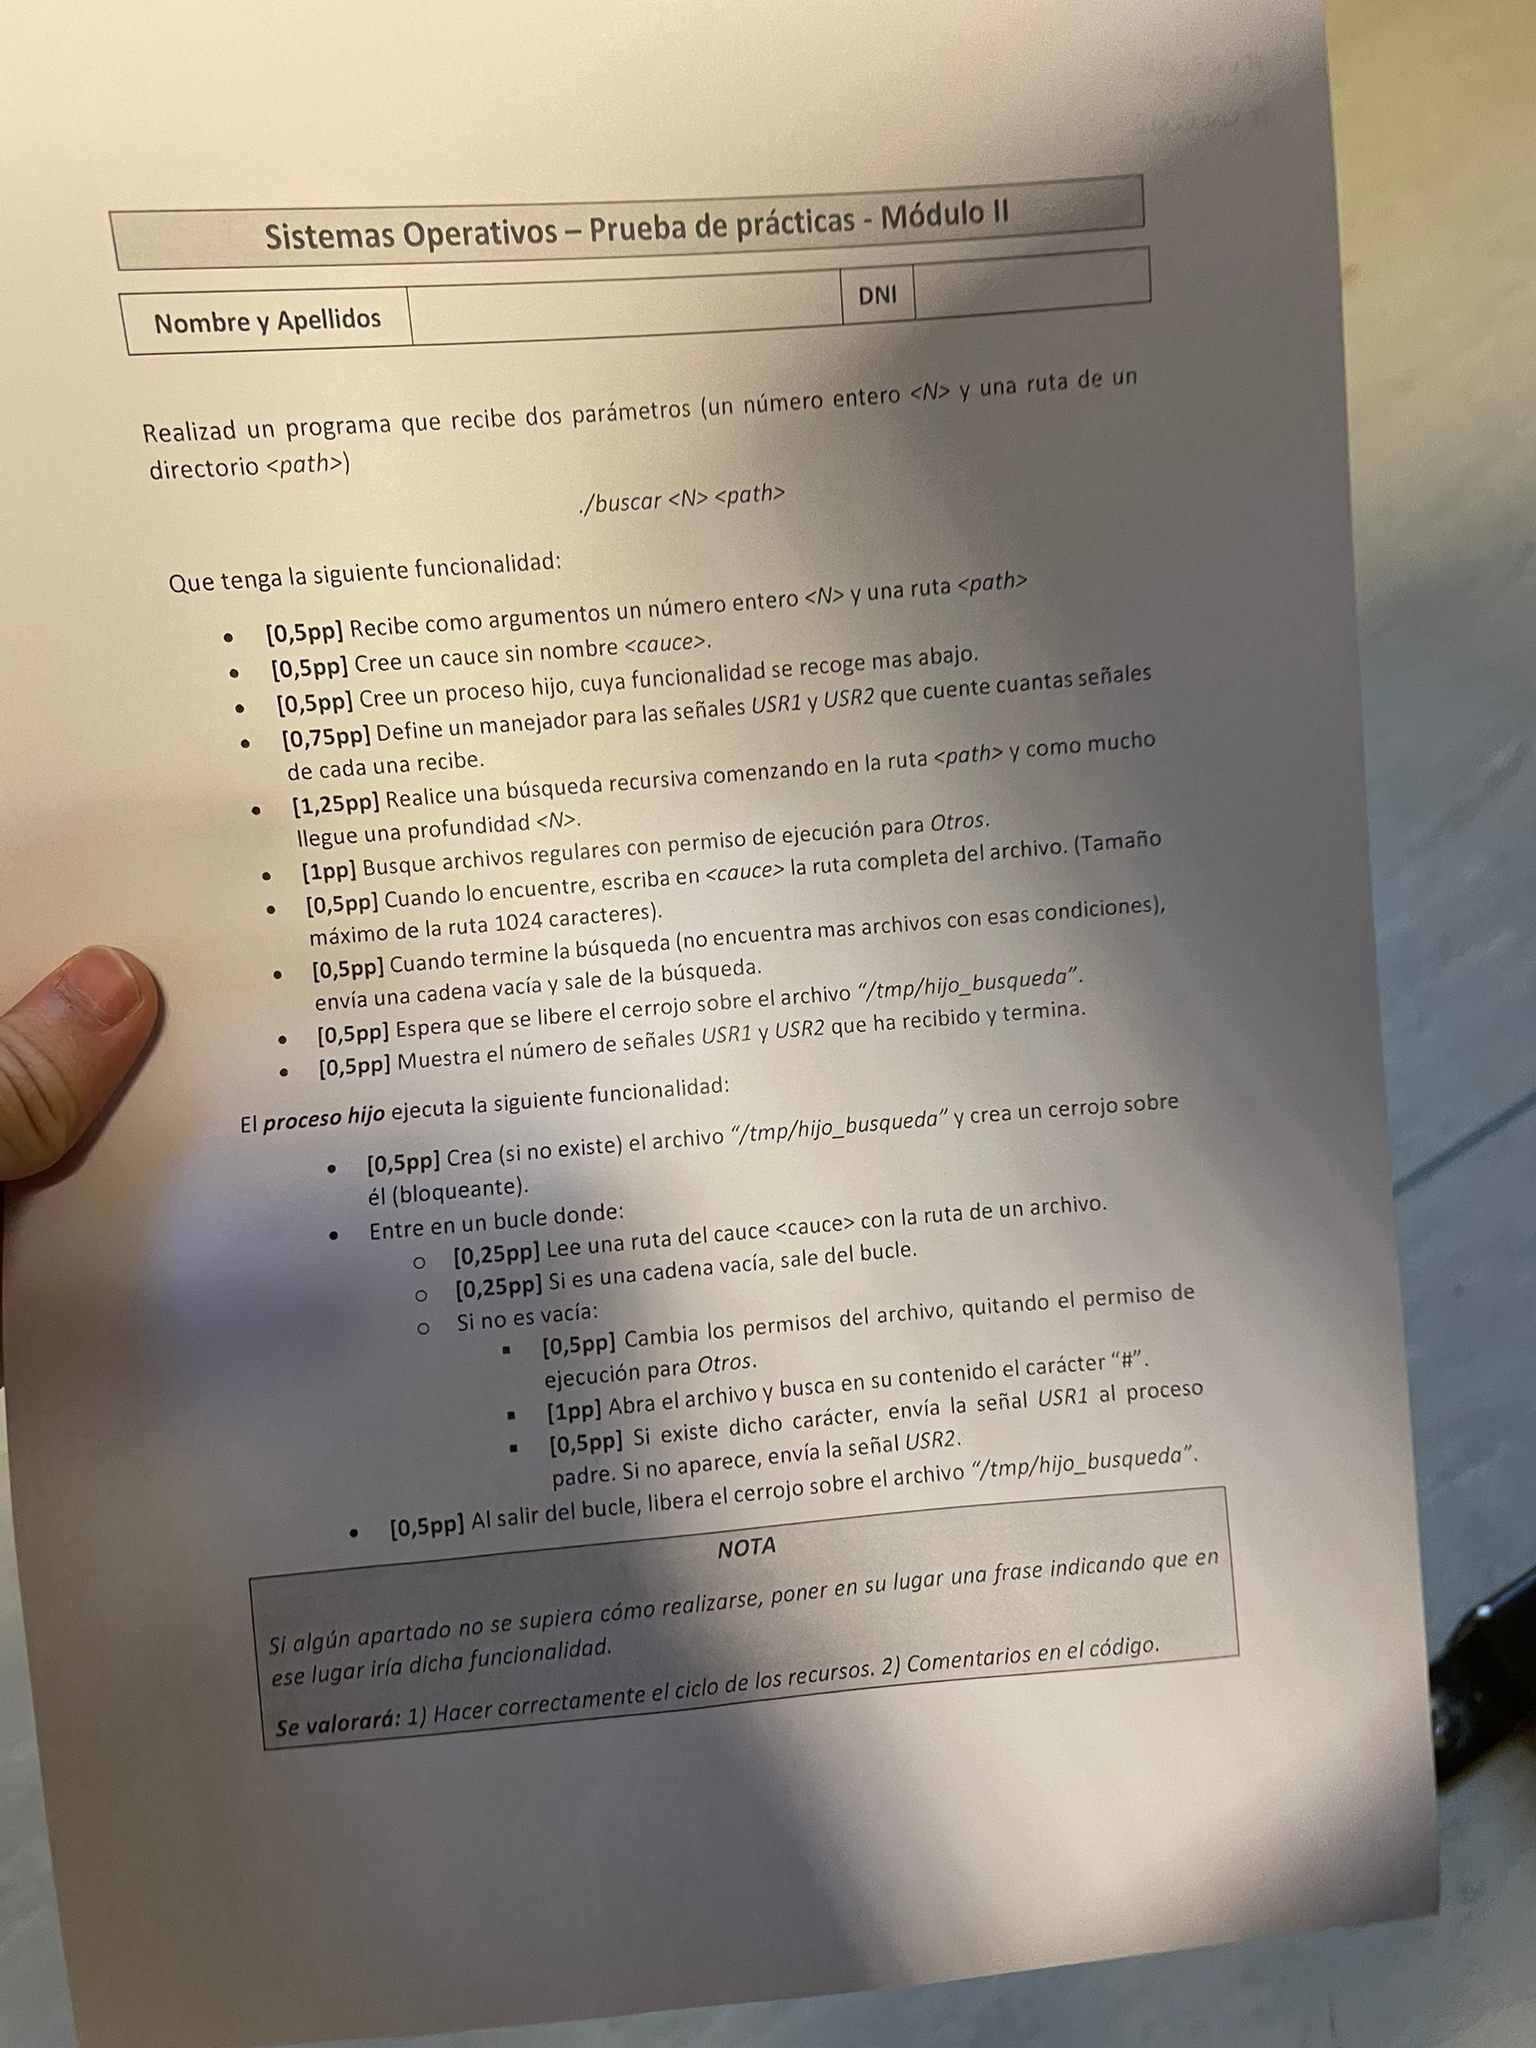 Sistemas Operativos – Prueba de prácticas - Módulo II
Nombre y Apellidos
DNI
Realizad un programa que recibe dos parámetros (un número entero <N> y una ruta de un
directorio <path>)
./buscar <N> <path>
Que tenga la siguiente funcionalidad:
• [0,5pp] Recibe como argumentos un número entero <N> y una ruta <path>
• [0,5pp] Cree un cauce sin nombre <cauce>.
• [0,5pp] Cree un proceso hijo, cuya funcionalidad se recoge mas abajo.
• [0,75pp] Define un manejador para las señales USR1 y USR2 que cuente cuantas señales
de cada una recibe.
• [1,25pp] Realice una búsqueda recursiva comenzando en la ruta <path> y como mucho
llegue una profundidad <N>.
• [1pp] Busque archivos regulares con permiso de ejecución para Otros.
• [0,5pp] Cuando lo encuentre, escriba en <cauce> la ruta completa del archivo. (Tamaño
máximo de la ruta 1024 caracteres).
• [0,5pp] Cuando termine la búsqueda (no encuentra mas archivos con esas condiciones),
envía una cadena vacía y sale de la búsqueda.
• [0,5pp] Espera que se libere el cerrojo sobre el archivo “/tmp/hijo_busqueda”.
• [0,5pp] Muestra el número de señales USR1 y USR2 que ha recibido y termina.
El proceso hijo ejecuta la siguiente funcionalidad:
• [0,5pp] Crea (si no existe) el archivo “/tmp/hijo_busqueda” y crea un cerrojo sobre
él (bloqueante).
• Entre en un bucle donde:
o [0,25pp] Lee una ruta del cauce <cauce> con la ruta de un archivo.
o [0,25pp] Si es una cadena vacía, sale del bucle.
o Si no es vacía:
▪ [0,5pp] Cambia los permisos del archivo, quitando el permiso de
ejecución para Otros.
▪ [1pp] Abra el archivo y busca en su contenido el carácter “#”.
▪ [0,5pp] Si existe dicho carácter, envía la señal USR1 al proceso
padre. Si no aparece, envía la señal USR2.
• [0,5pp] Al salir del bucle, libera el cerrojo sobre el archivo “/tmp/hijo_busqueda”.
NOTA
Si algún apartado no se supiera cómo realizarse, poner en su lugar una frase indicando que en
ese lugar iría dicha funcionalidad.
Se valorará: 1) Hacer correctamente el ciclo de los recursos. 2) Comentarios en el código.